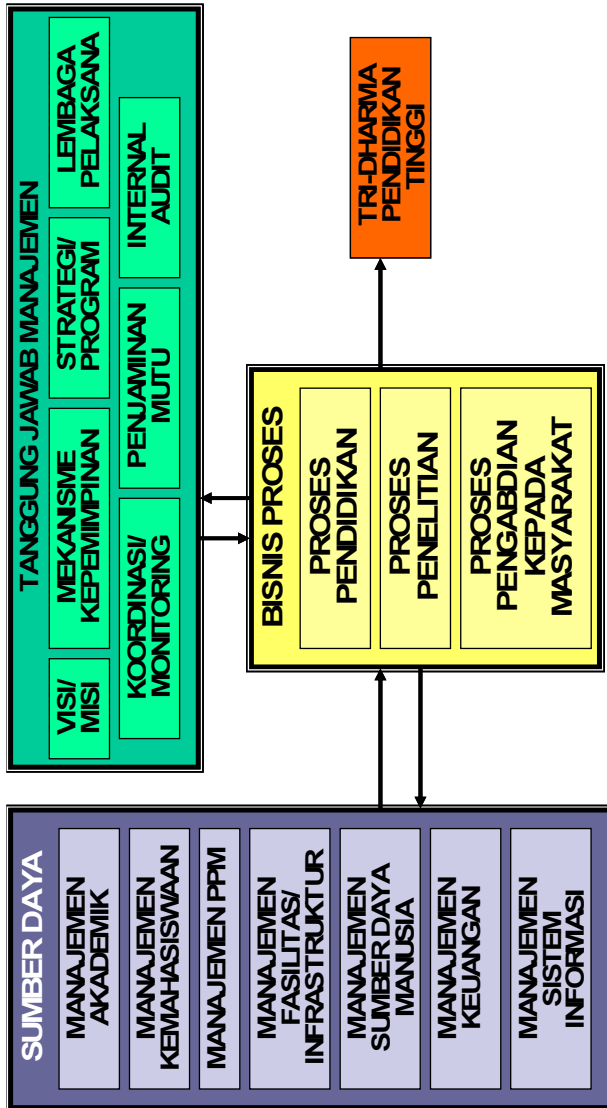 SUMBER DAYA
MANAJEMEN
AKADEMIK
MANAJEMEN
KEMAHASISWAAN
MANAJEMEN PPM
MANAJEMEN
FASILITAS/
INFRASTRUKTUR
MANAJEMEN
SUMBER DAYA
MANUSIA
MANAJEMEN
KEUANGAN
MANAJEMEN
SISTEM
INFORMASI
TANGGUNG JAWAB MANAJEMEN
VISI/
MISI
MEKANISME
KEPEMIMPINAN
STRATEGI/
PROGRAM
LEMBAGA
PELAKSANA
KOORDINASI/
MONITORING
PENJAMINAN
MUTU
INTERNAL
AUDIT
BISNIS PROSES
PROSES
PENDIDIKAN
PROSES
PENELITIAN
PROSES
PENGABDIAN
KEPADA
MASYARAKAT
TRI-DHARMA
PENDIDIKAN
TINGGI